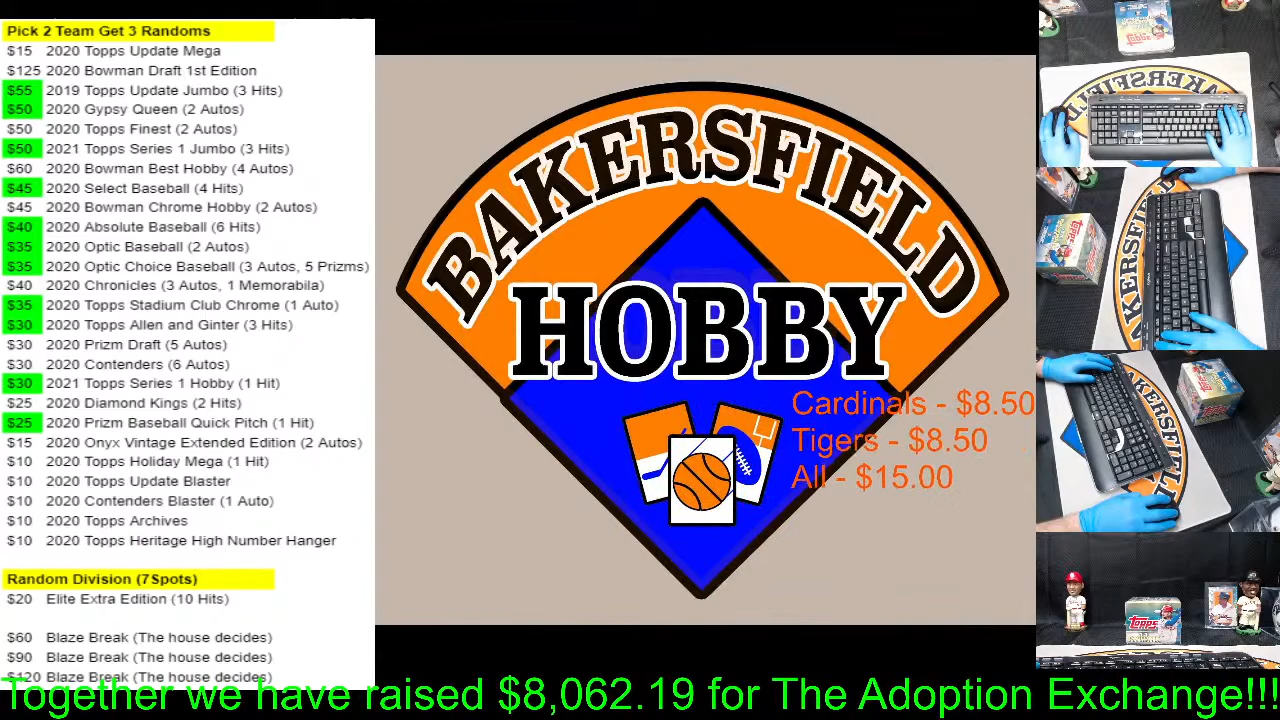 Pick 2 Team Get 3 Randoms
$15 2020 Topps Update Mega
$125 2020 Bowman Draft 1st Edition
$55 2019 Topps Update Jumbo (3 Hits)
$50 2020 Gypsy Queen (2 Autos)
$50 2020 Topps Finest (2 Autos)
$50 2021 Topps Series 1 Jumbo (3 Hits)
$60 2020 Bowman Best Hobby (4 Autos)
$45 2020 Select Baseball (4 Hits)
$45 2020 Bowman Chrome Hobby (2 Autos)
$40 2020 Absolute Baseball (6 Hits)
$35 2020 Optic Baseball (2 Autos)
$35 2020 Optic Choice Baseball (3 Autos, 5 Prizms)
$40 2020 Chronicles (3 Autos, 1 Memorabila)
$35 2020 Topps Stadium Club Chrome (1 Auto)
$30 2020 Topps Allen and Ginter (3 Hits)
$30 2020 Prizm Draft (5 Autos)
$30 2020 Contenders (6 Autos)
$30 2021 Topps Series 1 Hobby (1 Hit)
$25 2020 Diamond Kings (2 Hits)
$25 2020 Prizm Baseball Quick Pitch (1 Hit)
$15 2020 Onyx Vintage Extended Edition (2 Autos)
$10 2020 Topps Holiday Mega (1 Hit)
$10 2020 Topps Update Blaster
$10 2020 Contenders Blaster (1 Auto)
$10 2020 Topps Archives
$10 2020 Topps Heritage High Number Hanger
Random Division (7Spots)
$20 Elite Extra Edition (10 Hits)
$60 Blaze Break (The house decides)
$90 Blaze Break (The house decides)
$120 Blaze Break (The house decides)
BAKERSFIELD
HOBBY
Cardinals - $8.50
Tigers - $8.50
All - $15.00
BAKERSFIELD
TOPPS
AKERSFIELD
TOPPS
Together we have raised $8,062.19 for The Adoption Exchange!!!